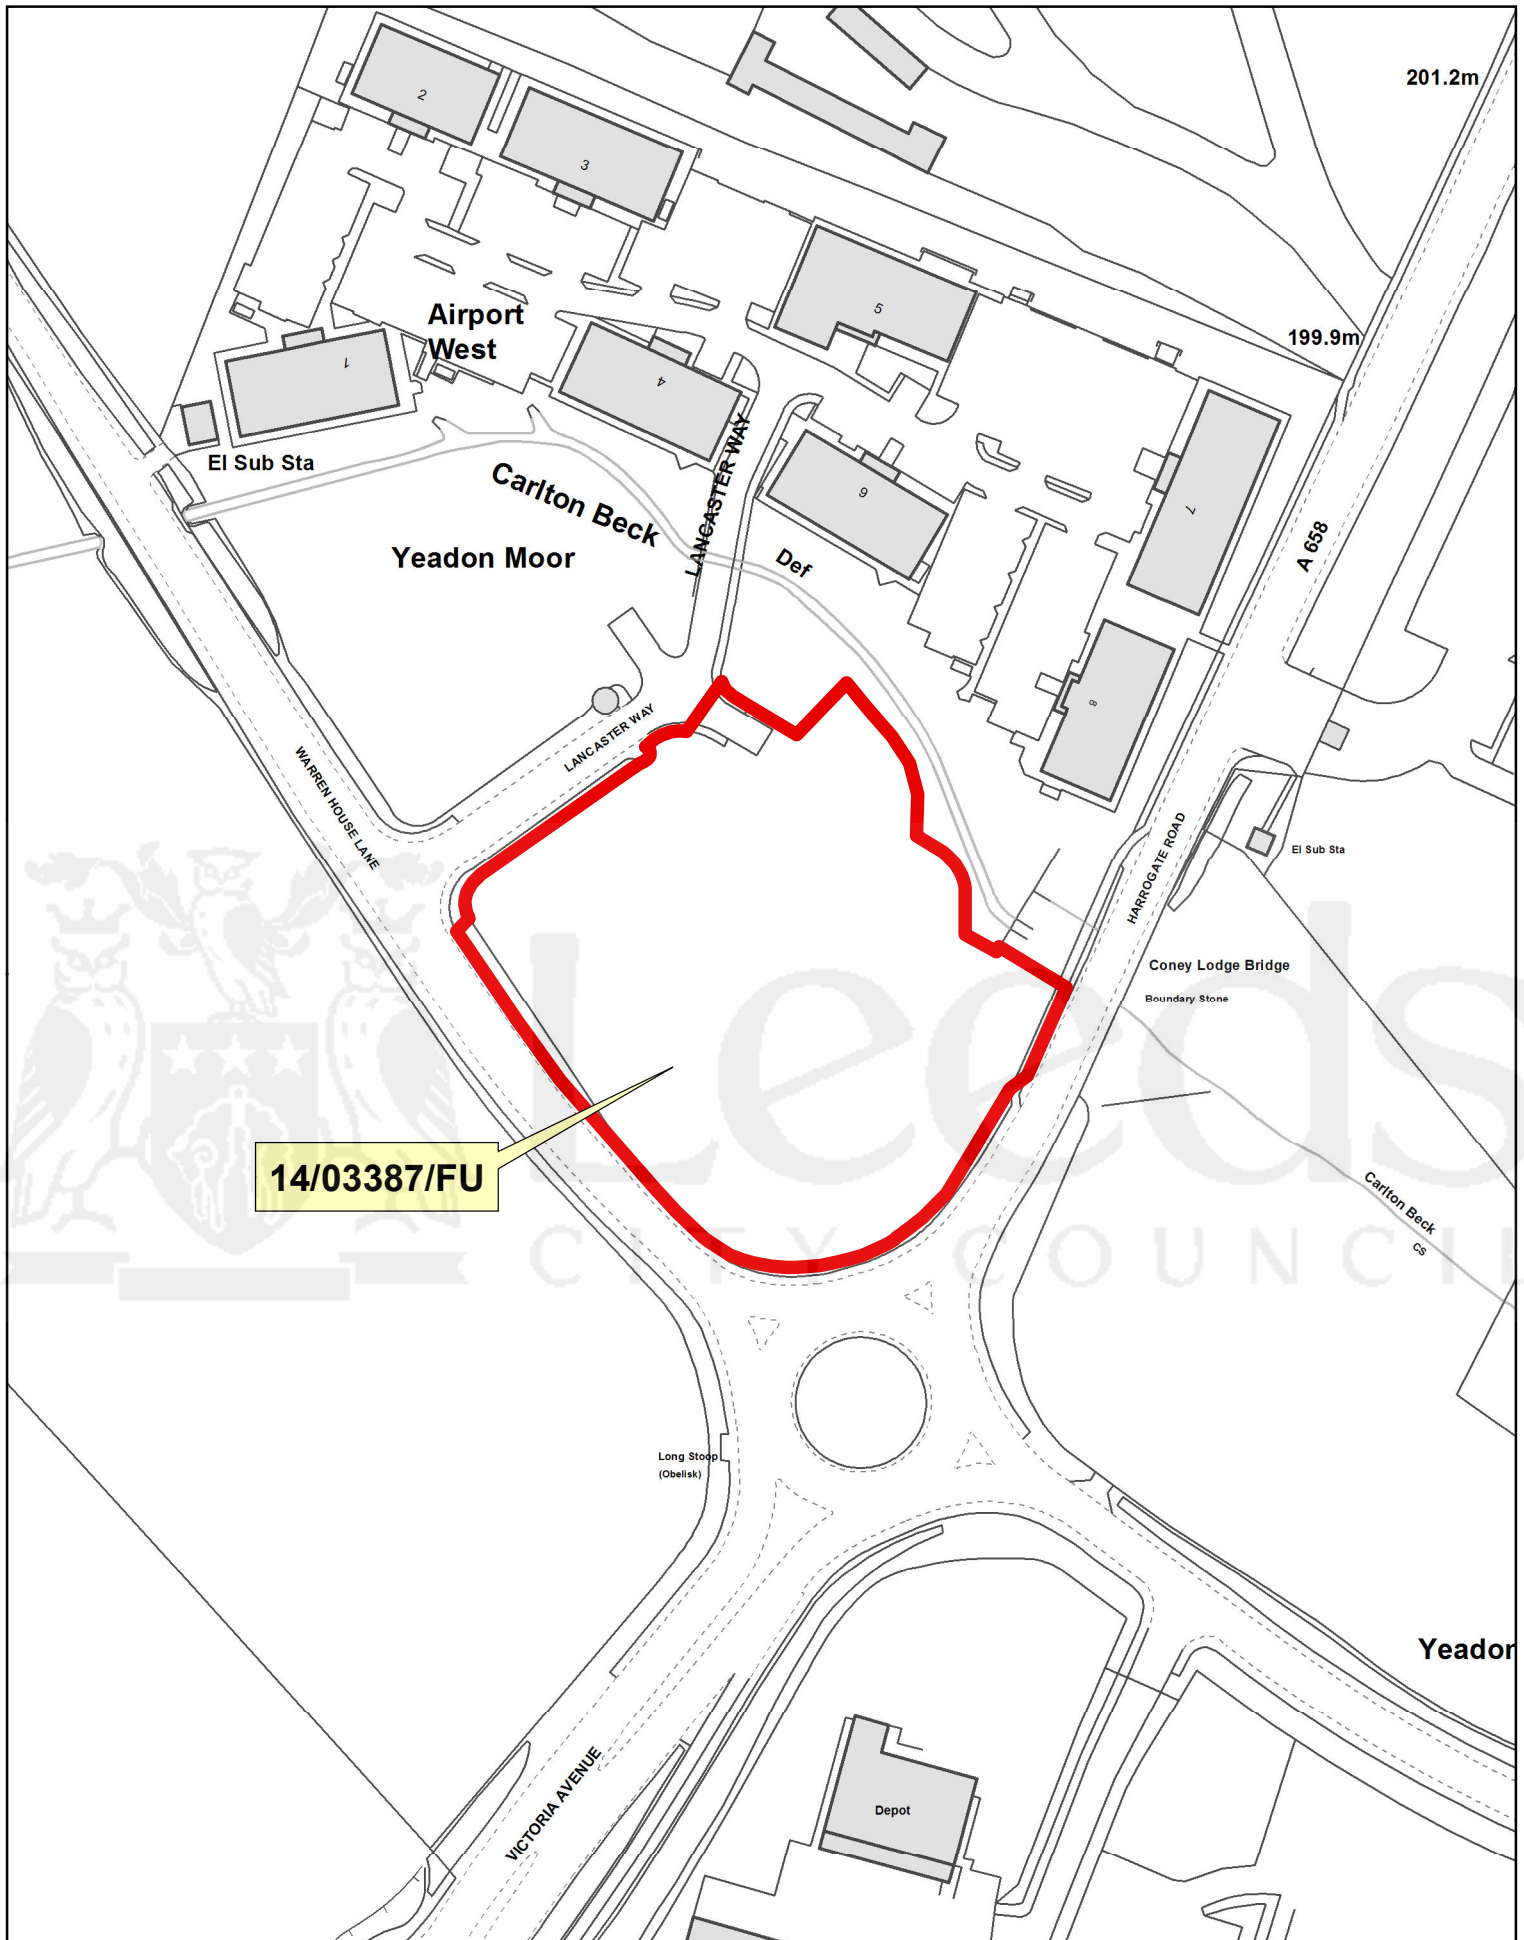 201.2m
2
3
5
Airport
West
199.9m
1
4
LANCASTER WAY
El Sub Sta
Carlton Beck
6
7
A 658
Yeadon Moor
Def
8
LANCASTER WAY
WARREN HOUSE LANE
HARROGATE ROAD
El Sub Sta
Coney Lodge Bridge
Boundary Stone
Leeds
14/03387/FU
Carlton Beck
CS
CITY COUNCIL
Long Stoop
(Obelisk)
Yeadon
VICTORIA AVENUE
Depot